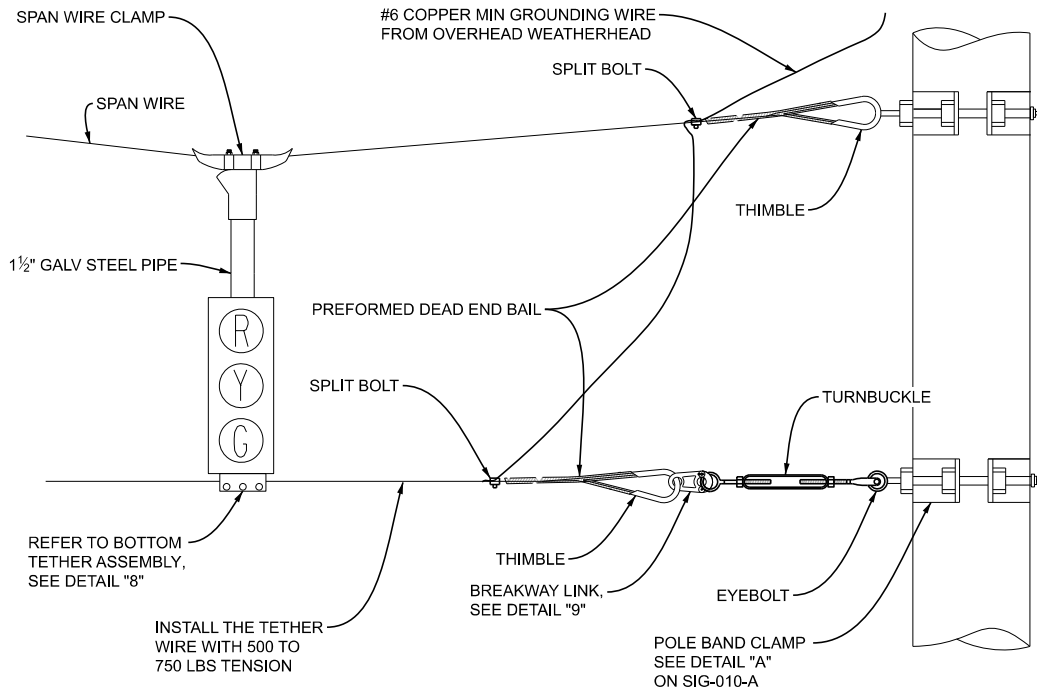 SPAN WIRE CLAMP
#6 COPPER MIN GROUNDING WIRE
FROM OVERHEAD WEATHERHEAD
SPLIT BOLT
SPAN WIRE
THIMBLE
1½" GALV STEEL PIPE
PREFORMED DEAD END BAIL
R
Y
G
SPLIT BOLT
TURNBUCKLE
REFER TO BOTTOM
TETHER ASSEMBLY,
SEE DETAIL "8"
THIMBLE
BREAKWAY LINK,
SEE DETAIL "9"
EYEBOLT
INSTALL THE TETHER
WIRE WITH 500 TO
750 LBS TENSION
POLE BAND CLAMP
SEE DETAIL "A"
ON SIG-010-A